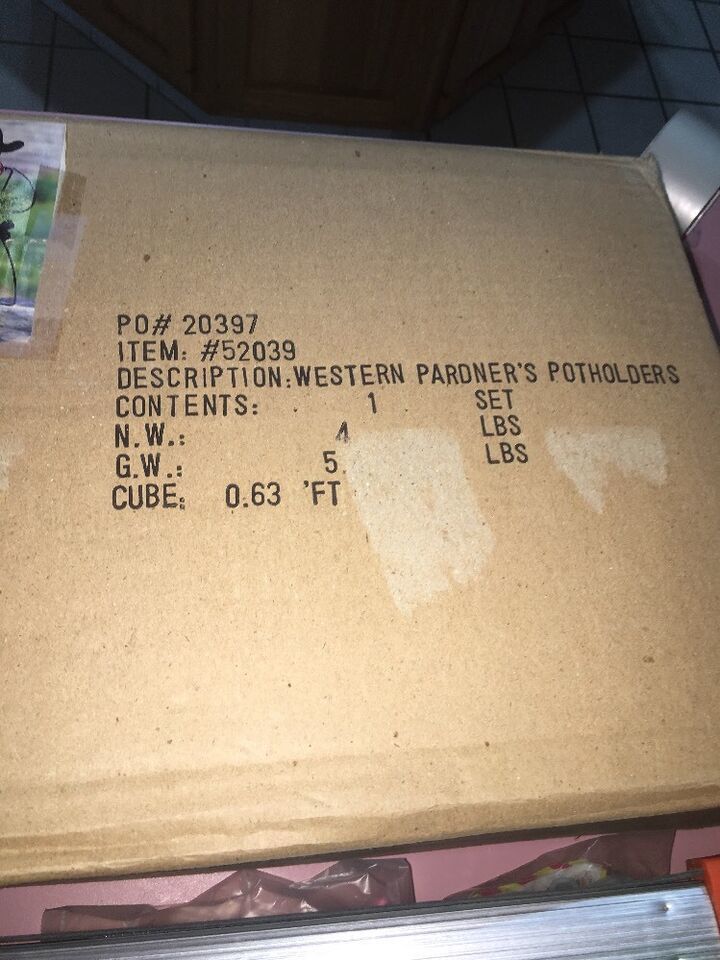 PO# 20397
ITEM: #52039
DESCRIPTION:WESTERN PARDNER'S POTHOLDERS
CONTENTS: 1 SET
N.W.: 4 LBS
G.W.: 5 LBS
CUBE: 0.63 'FT